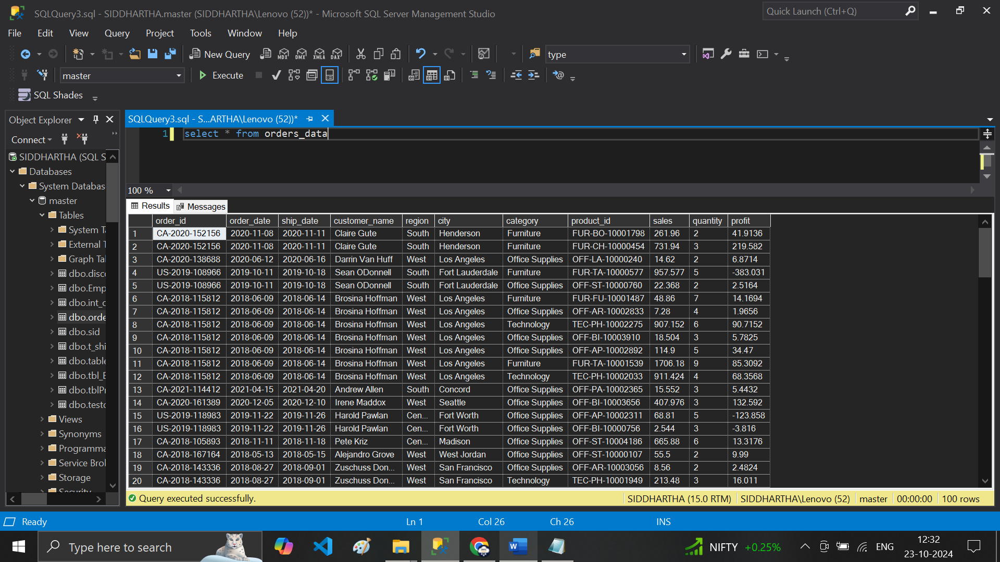 SQLQuery3.sql - SIDDHARTHA.master (SIDDHARTHA\Lenovo (52))* - Microsoft SQL Server Management Studio
Quick Launch (Ctrl+Q)
File Edit View Query Project Tools Window Help
New Query MDX DMX XMLA DAX type
master Execute
SQL Shades
Object Explorer
SQLQuery3.sql - S...ARTHA\Lenovo (52))*
Connect
1 select * from orders_data
SIDDHARTHA (SQL S
Databases
System Databas
master
Tables
System T
External T
Graph Tal
dbo.disc
dbo.Emp
dbo.int_c
dbo.orde
dbo.sid
dbo.t_shi
dbo.table
dbo.tbl_E
dbo.tblPr
dbo.testc
Views
Synonyms
Programma
Service Brol
Storage
Security
100 %
Results Messages
order_id order_date ship_date customer_name region city category product_id sales quantity profit
1 CA-2020-152156 2020-11-08 2020-11-11 Claire Gute South Henderson Furniture FUR-BO-10001798 261.96 2 41.9136
2 CA-2020-152156 2020-11-08 2020-11-11 Claire Gute South Henderson Furniture FUR-CH-10000454 731.94 3 219.582
3 CA-2020-138688 2020-06-12 2020-06-16 Darrin Van Huff West Los Angeles Office Supplies OFF-LA-10000240 14.62 2 6.8714
4 US-2019-108966 2019-10-11 2019-10-18 Sean ODonnell South Fort Lauderdale Furniture FUR-TA-10000577 957.577 5 -383.031
5 US-2019-108966 2019-10-11 2019-10-18 Sean ODonnell South Fort Lauderdale Office Supplies OFF-ST-10000760 22.368 2 2.5164
6 CA-2018-115812 2018-06-09 2018-06-14 Brosina Hoffman West Los Angeles Furniture FUR-FU-10001487 48.86 7 14.1694
7 CA-2018-115812 2018-06-09 2018-06-14 Brosina Hoffman West Los Angeles Office Supplies OFF-AR-10002833 7.28 4 1.9656
8 CA-2018-115812 2018-06-09 2018-06-14 Brosina Hoffman West Los Angeles Technology TEC-PH-10002275 907.152 6 90.7152
9 CA-2018-115812 2018-06-09 2018-06-14 Brosina Hoffman West Los Angeles Office Supplies OFF-BI-10003910 18.504 3 5.7825
10 CA-2018-115812 2018-06-09 2018-06-14 Brosina Hoffman West Los Angeles Office Supplies OFF-AP-10002892 114.9 5 34.47
11 CA-2018-115812 2018-06-09 2018-06-14 Brosina Hoffman West Los Angeles Furniture FUR-TA-10001539 1706.18 9 85.3092
12 CA-2018-115812 2018-06-09 2018-06-14 Brosina Hoffman West Los Angeles Technology TEC-PH-10002033 911.424 4 68.3568
13 CA-2021-114412 2021-04-15 2021-04-20 Andrew Allen South Concord Office Supplies OFF-PA-10002365 15.552 3 5.4432
14 CA-2020-161389 2020-12-05 2020-12-10 Irene Maddox West Seattle Office Supplies OFF-BI-10003656 407.976 3 132.592
15 US-2019-118983 2019-11-22 2019-11-26 Harold Pawlan Cen... Fort Worth Office Supplies OFF-AP-10002311 68.81 5 -123.858
16 US-2019-118983 2019-11-22 2019-11-26 Harold Pawlan Cen... Fort Worth Office Supplies OFF-BI-10000756 2.544 3 -3.816
17 CA-2018-105893 2018-11-11 2018-11-18 Pete Kriz Cen... Madison Office Supplies OFF-ST-10004186 665.88 6 13.3176
18 CA-2018-167164 2018-05-13 2018-05-15 Alejandro Grove West West Jordan Office Supplies OFF-ST-10000107 55.5 2 9.99
19 CA-2018-143336 2018-08-27 2018-09-01 Zuschuss Don... West San Francisco Office Supplies OFF-AR-10003056 8.56 2 2.4824
20 CA-2018-143336 2018-08-27 2018-09-01 Zuschuss Don... West San Francisco Technology TEC-PH-10001949 213.48 3 16.011
Query executed successfully. SIDDHARTHA (15.0 RTM) SIDDHARTHA\Lenovo (52) master 00:00:00 100 rows
Ready Ln 1 Col 26 Ch 26 INS
Type here to search NIFTY +0.25% ENG 12:32
23-10-2024